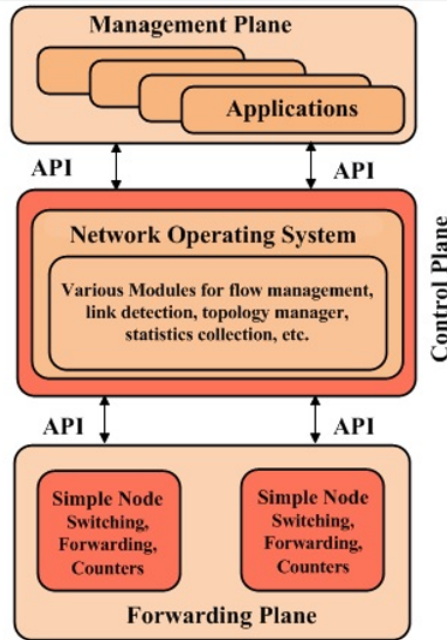 Management Plane
Applications
API
API
Network Operating System
Various Modules for flow management,
link detection, topology manager,
statistics collection, etc.
Control Plane
API
API
Simple Node
Switching,
Forwarding,
Counters
Simple Node
Switching,
Forwarding,
Counters
Forwarding Plane